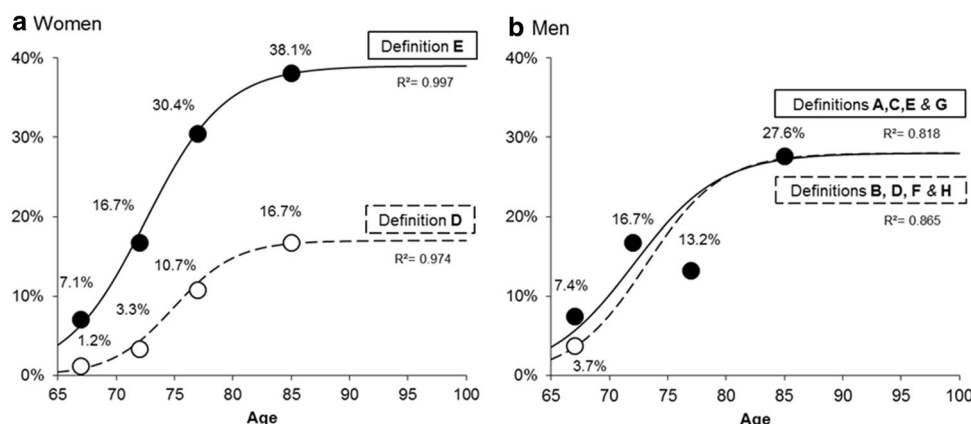 a Women
Definition E
R²= 0.997
40%
30%
20%
10%
0%
38.1%
30.4%
16.7%
7.1%
Definition D
R²= 0.974
16.7%
10.7%
3.3%
1.2%
65 70 75 80 85 90 95 100
Age
b Men
Definitions A,C,E & G
R²= 0.818
40%
30%
20%
10%
0%
27.6%
Definitions B, D, F & H
R²= 0.865
16.7%
13.2%
7.4%
3.7%
65 70 75 80 85 90 95 100
Age